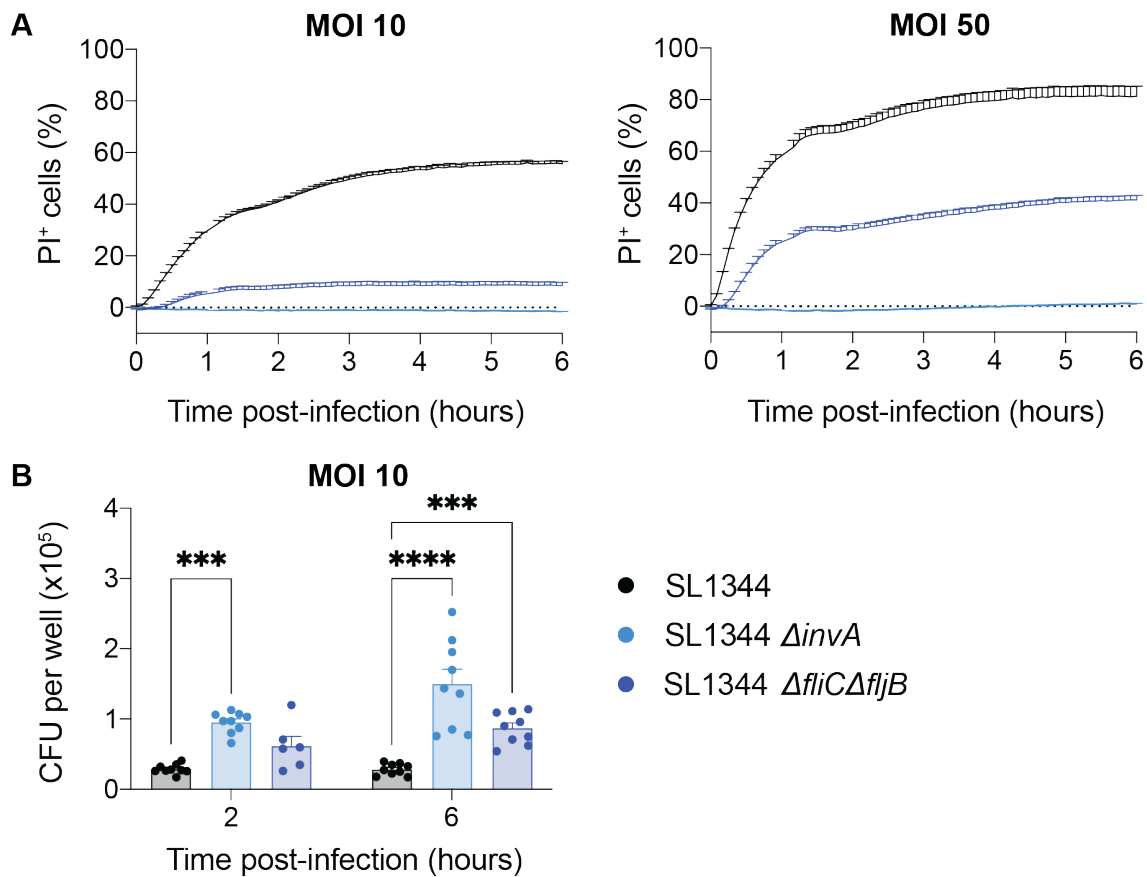 A
MOI 10
MOI 50
PI⁺ cells (%)
100
80
60
40
20
0
0 1 2 3 4 5 6
Time post-infection (hours)
PI⁺ cells (%)
100
80
60
40
20
0
0 1 2 3 4 5 6
Time post-infection (hours)
B
MOI 10
CFU per well (x10⁵)
4
3
2
1
0
***
****
***
2 6
Time post-infection (hours)
SL1344
SL1344 ΔinvA
SL1344 ΔfliCΔfljB